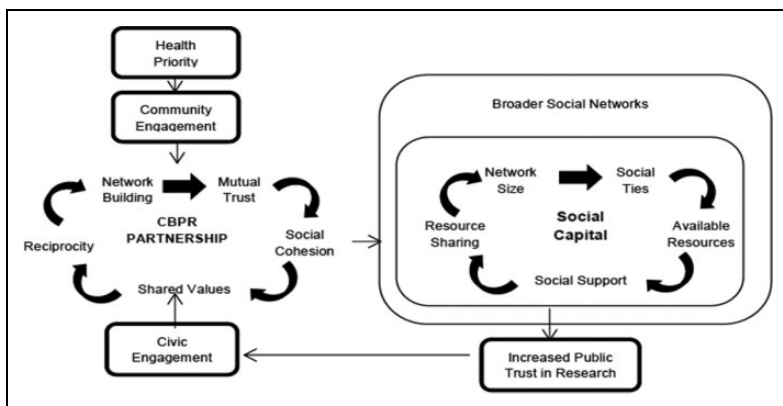 Health
Priority
Community
Engagement
Network
Building
Mutual
Trust
CBPR
PARTNERSHIP
Reciprocity
Social
Cohesion
Shared Values
Civic
Engagement
Broader Social Networks
Network
Size
Social
Ties
Resource
Sharing
Social
Capital
Available
Resources
Social Support
Increased Public
Trust in Research